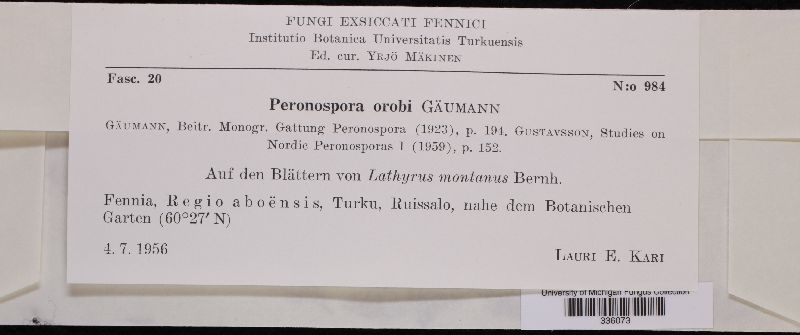 FUNGI EXSICCATI FENNICI
Institutio Botanica Universitatis Turkuensis
Ed. cur. YRJÖ MÄKINEN
Fasc. 20 N:o 984
Peronospora orobi GÄUMANN
GÄUMANN, Beitr. Monogr. Gattung Peronospora (1923), p. 194. GUSTAVSSON, Studies on
Nordic Peronosporas I (1959), p. 152.
Auf den Blättern von Lathyrus montanus Bernh.
Fennia, Regio aboënsis, Turku, Ruissalo, nahe dem Botanischen
Garten (60°27′ N)
4. 7. 1956 LAURI E. KARI
University of Michigan Fungus Collection
336073